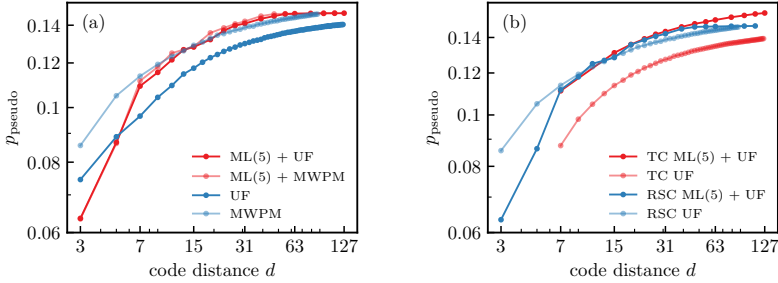 (a)
0.14
0.12
0.1
0.08
0.06
p_pseudo
ML(5) + UF
ML(5) + MWPM
UF
MWPM
3 7 15 31 63 127
code distance d
(b)
0.14
0.12
0.1
0.08
0.06
p_pseudo
TC ML(5) + UF
TC UF
RSC ML(5) + UF
RSC UF
3 7 15 31 63 127
code distance d